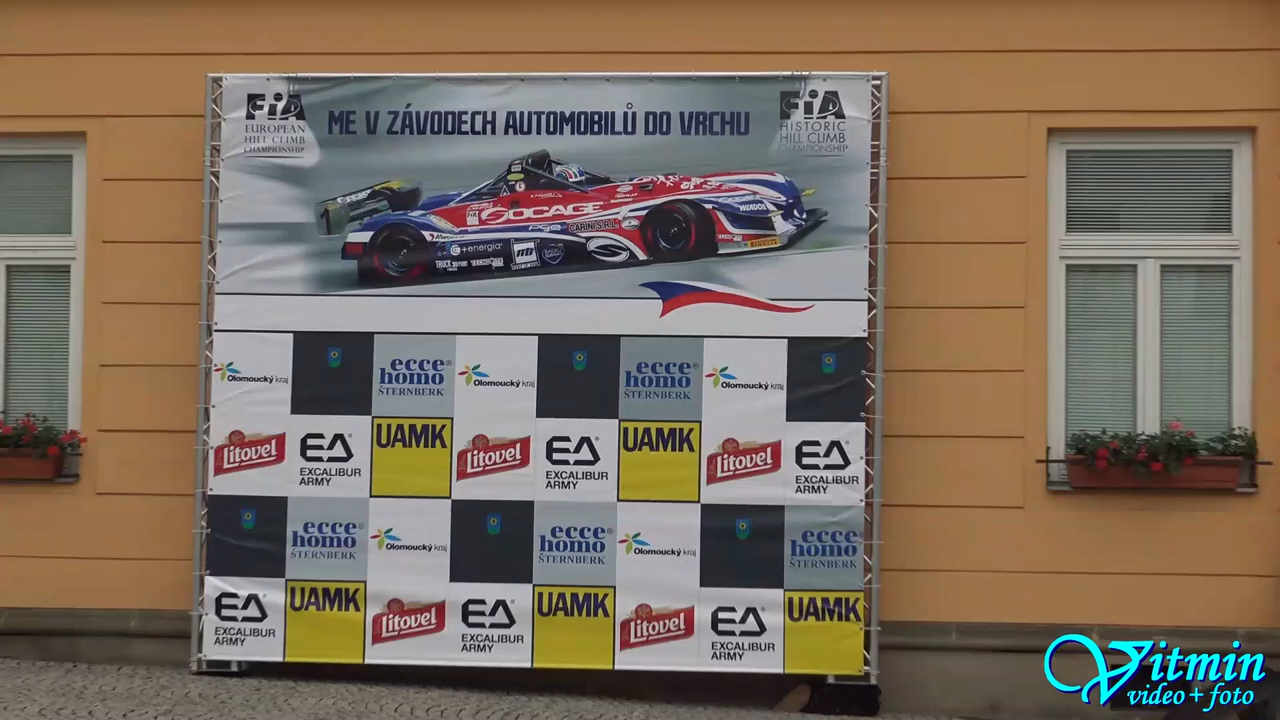 FiA
EUROPEAN
HILL CLIMB
CHAMPIONSHIP
ME V ZÁVODECH AUTOMOBILŮ DO VRCHU
FiA
HISTORIC
HILL CLIMB
CHAMPIONSHIP
SOCAGE
CARINI S.R.L.
+energia
PIRELLI
Olomoucký kraj
ecce
homo
ŠTERNBERK
Olomoucký kraj
ecce
homo
ŠTERNBERK
Olomoucký kraj
Litovel
EXCALIBUR
ARMY
UAMK
Litovel
EXCALIBUR
ARMY
UAMK
Litovel
EXCALIBUR
ARMY
ecce
homo
ŠTERNBERK
Olomoucký kraj
ecce
homo
ŠTERNBERK
Olomoucký kraj
ecce
homo
ŠTERNBERK
EXCALIBUR
ARMY
UAMK
Litovel
EXCALIBUR
ARMY
UAMK
Litovel
EXCALIBUR
ARMY
UAMK
Vitmin
video+foto